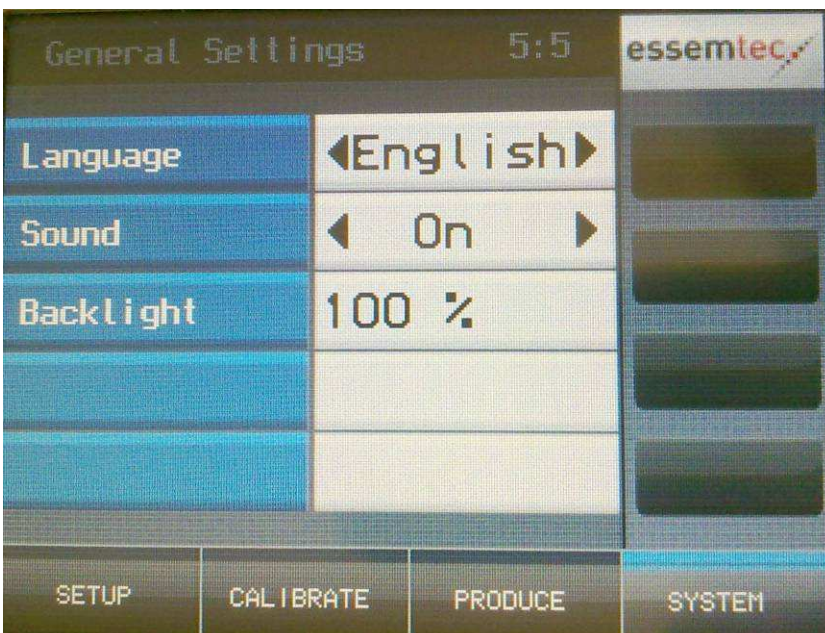 General Settings 5:5
essemtec
Language
English
Sound
On
Backlight
100 %
SETUP
CALIBRATE
PRODUCE
SYSTEM